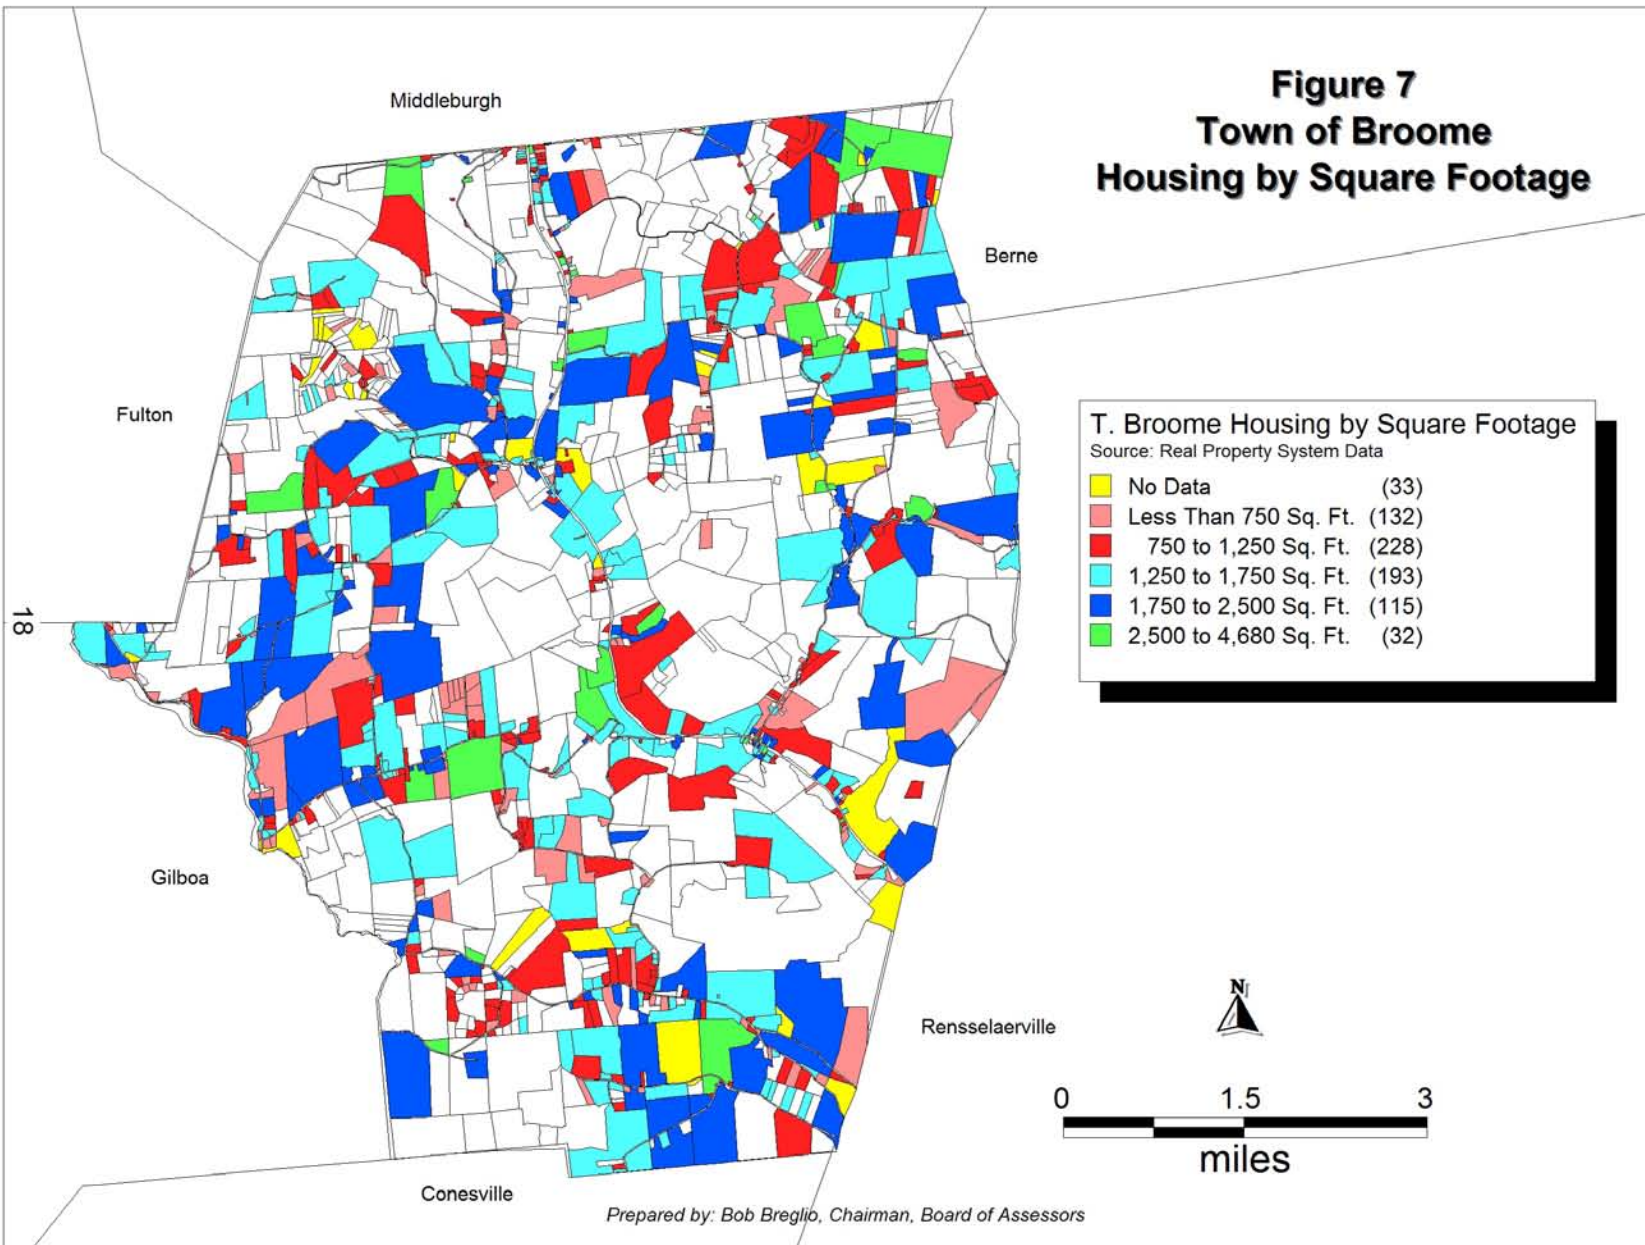 Figure 7
Town of Broome
Housing by Square Footage
Middleburgh
Berne
Fulton
T. Broome Housing by Square Footage
Source: Real Property System Data
No Data (33)
Less Than 750 Sq. Ft. (132)
750 to 1,250 Sq. Ft. (228)
1,250 to 1,750 Sq. Ft. (193)
1,750 to 2,500 Sq. Ft. (115)
2,500 to 4,680 Sq. Ft. (32)
18
Gilboa
Rensselaerville
N
0 1.5 3
miles
Conesville
Prepared by: Bob Breglio, Chairman, Board of Assessors